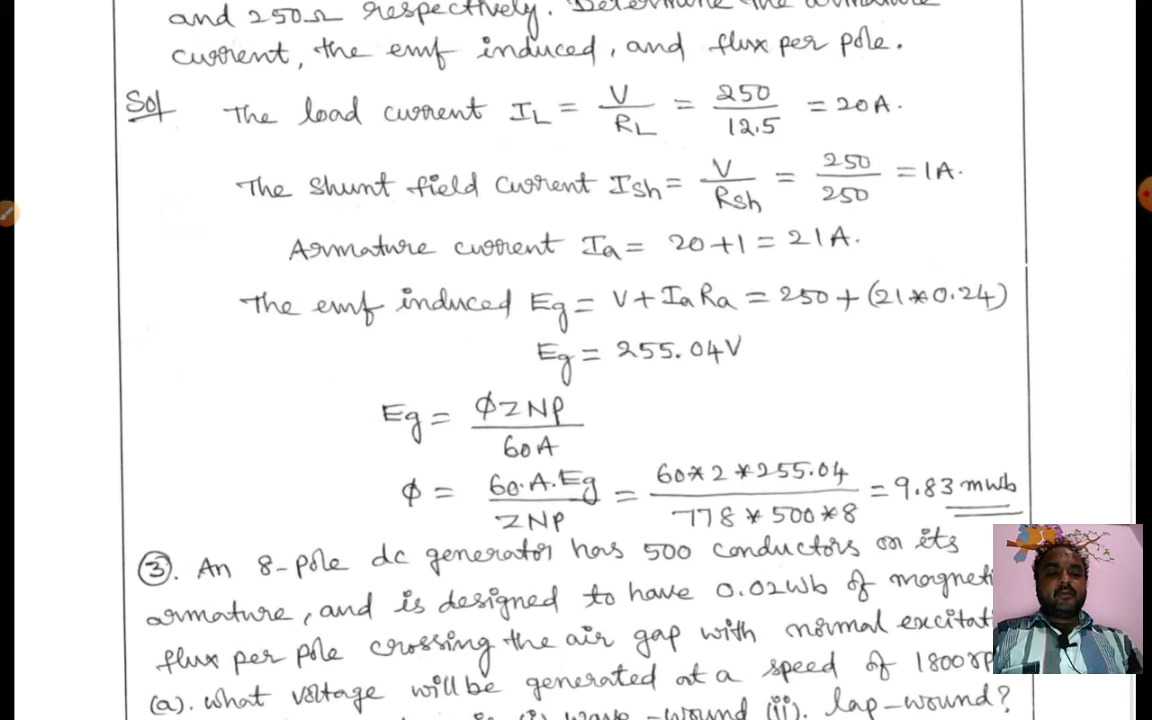 and 250Ω respectively. Determine the armature
current, the emf induced, and flux per pole.
Sol The load current IL = V/RL = 250/12.5 = 20A.
The shunt field current Ish = V/Rsh = 250/250 = 1A.
Armature current Ia = 20+1 = 21A.
The emf induced Eg = V + IaRa = 250 + (21*0.24)
Eg = 255.04V
Eg = ΦZNP/60A
Φ = 60.A.Eg/ZNP = 60*2*255.04/778*500*8 = 9.83 mwb
③. An 8-pole dc generator has 500 conductors on its
armature, and is designed to have 0.02wb of magneti
flux per pole crossing the air gap with normal excitati
(a). what voltage will be generated at a speed of 1800rp
(i) wave-wound (ii). lap-wound?